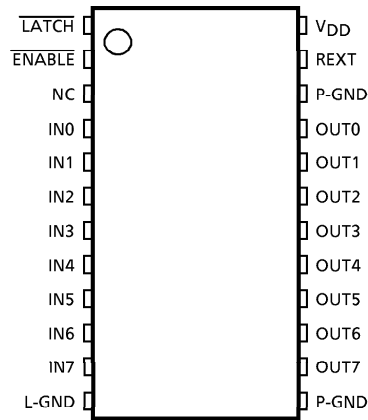 LATCH VDD
ENABLE REXT
NC P-GND
IN0 OUT0
IN1 OUT1
IN2 OUT2
IN3 OUT3
IN4 OUT4
IN5 OUT5
IN6 OUT6
IN7 OUT7
L-GND P-GND